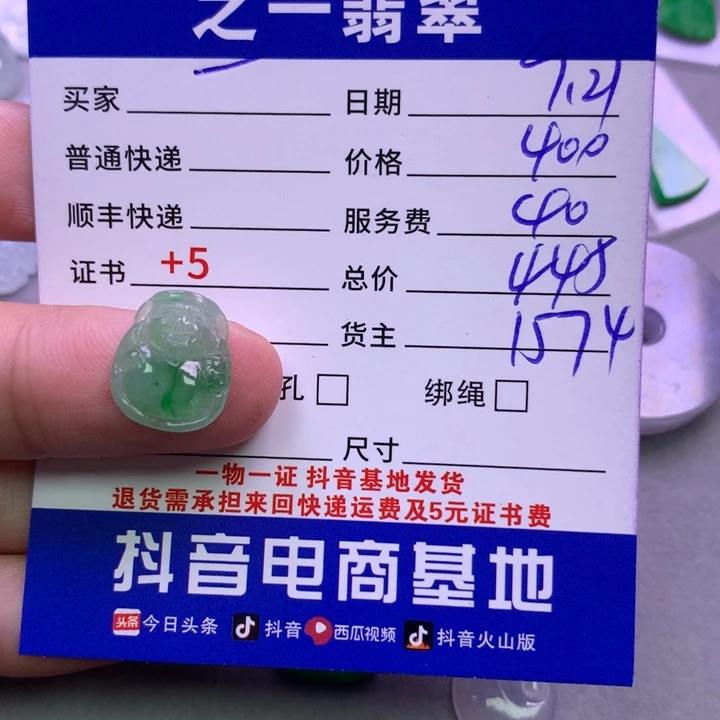 之一翡翠
买家 日期 9.21
普通快递 价格 400
顺丰快递 服务费 40
证书 +5 总价 448
货主 1574
孔 □ 绑绳 □
尺寸
一物一证 抖音基地发货
退货需承担来回快递运费及5元证书费
抖音电商基地
头条 今日头条 抖音 西瓜视频 抖音火山版